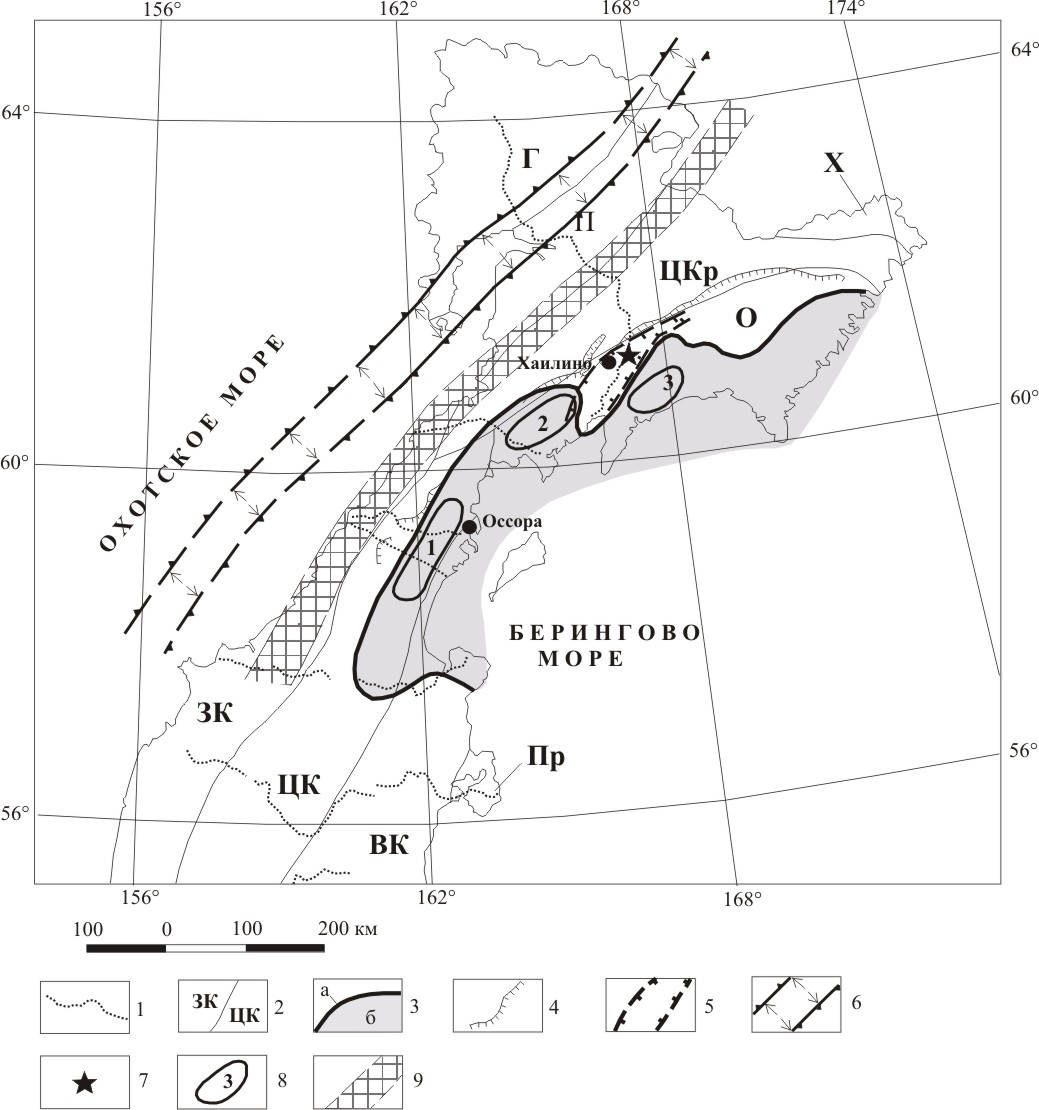 156° 162° 168° 174°
64°
64°
Г
Х
П
ЦКр
О
Хаилино
3
2
60°
60°
ОХОТСКОЕ МОРЕ
Оссора
1
БЕРИНГОВО
МОРЕ
ЗК
Пр
56°
ЦК
56°
ВК
156° 162° 168°
100 0 100 200 км
1
ЗК ЦК 2
а б 3
4
5
6
7
3 8
9